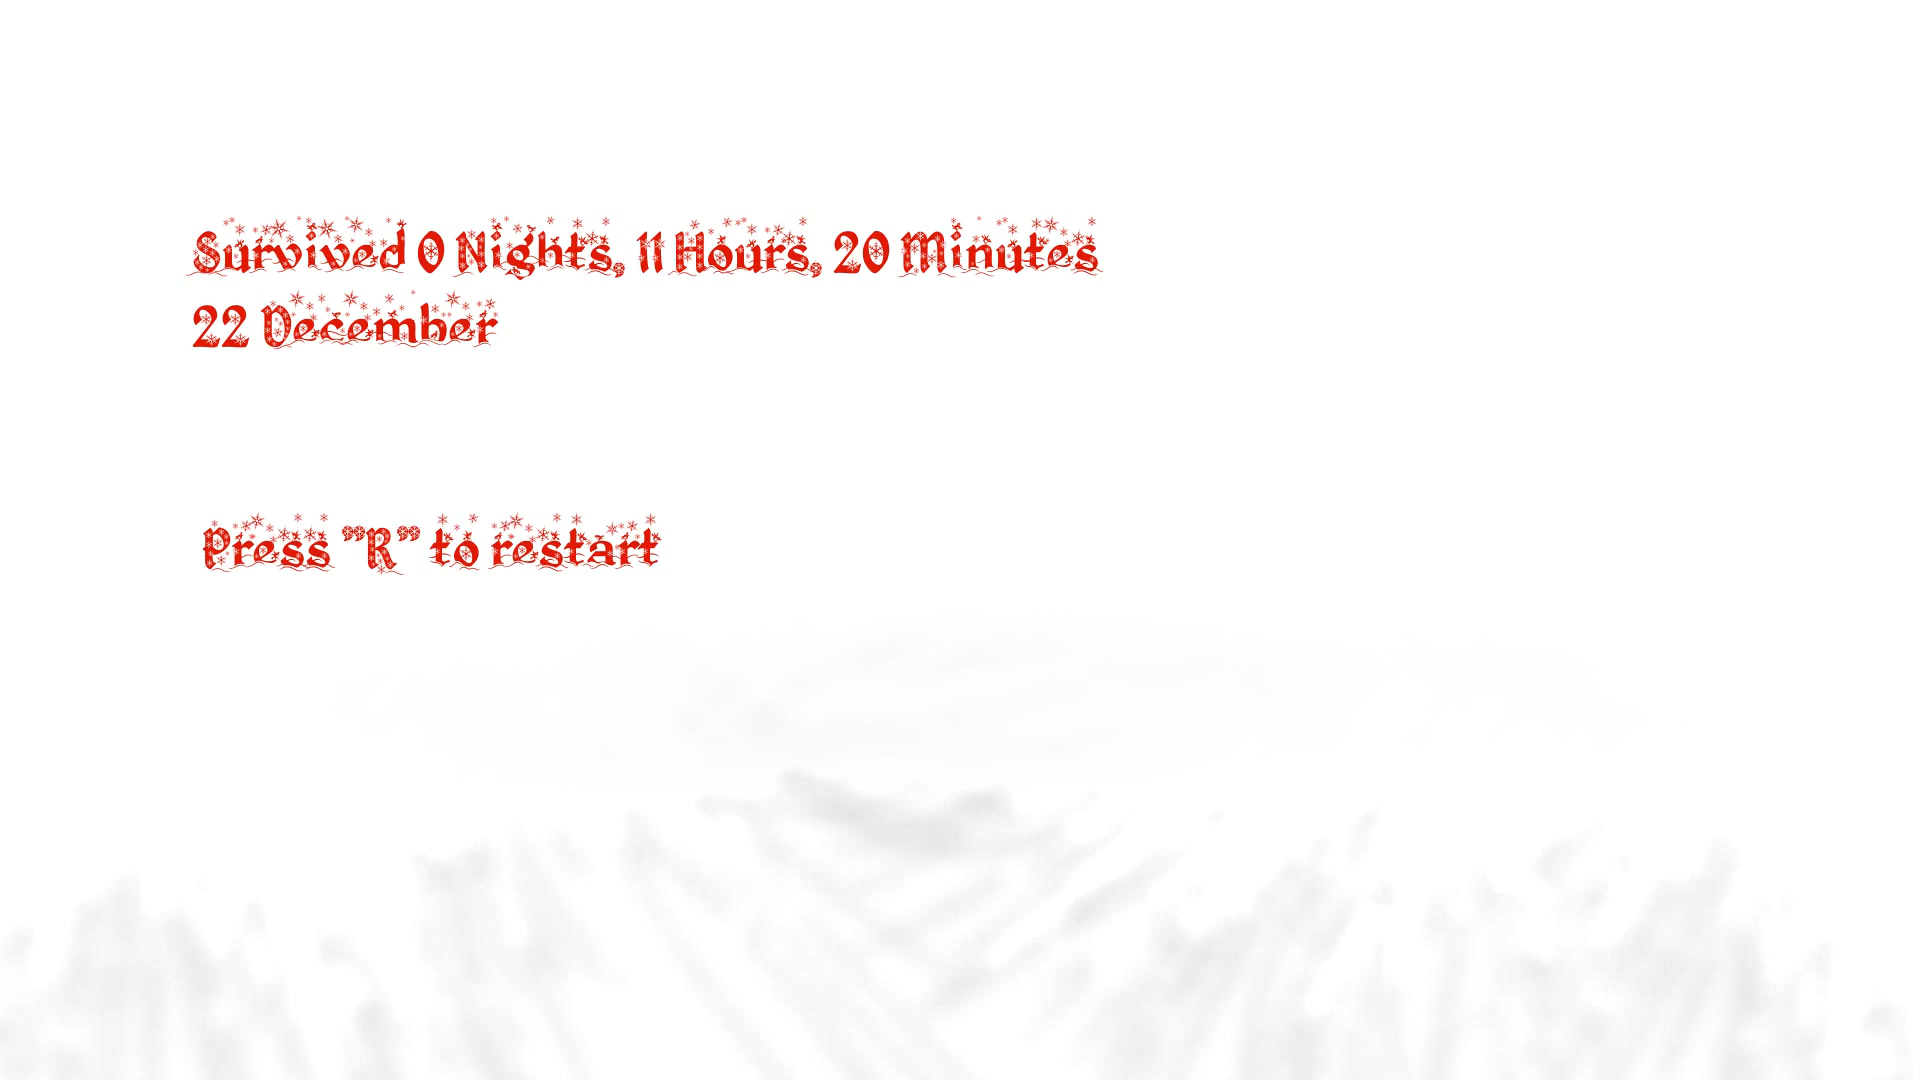 Survived 0 Nights, 11 Hours, 20 Minutes
22 December
Press "R" to restart